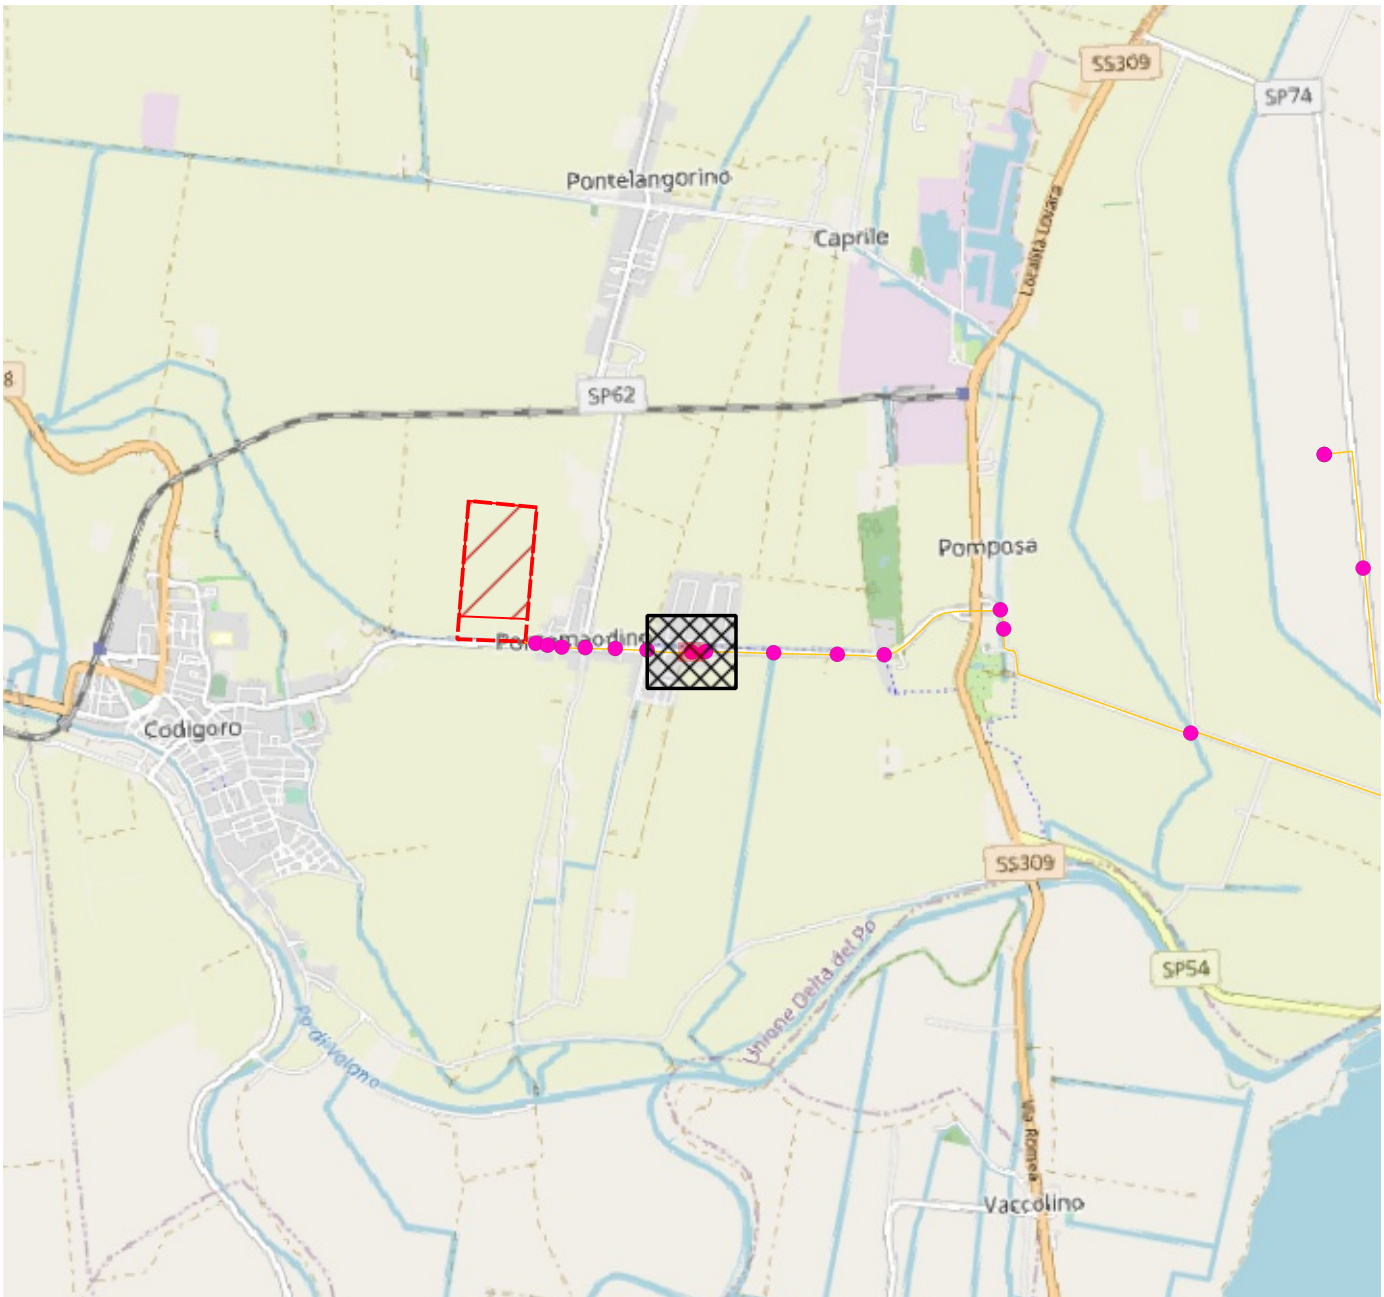 SS309
SP74
Pontelangorino
Caprile
Località Lovara
8
SP62
Pomposa
Codigoro
SS309
Unione Delta del Po
SP54
Po di Volano
Via Romea
Vaccolino